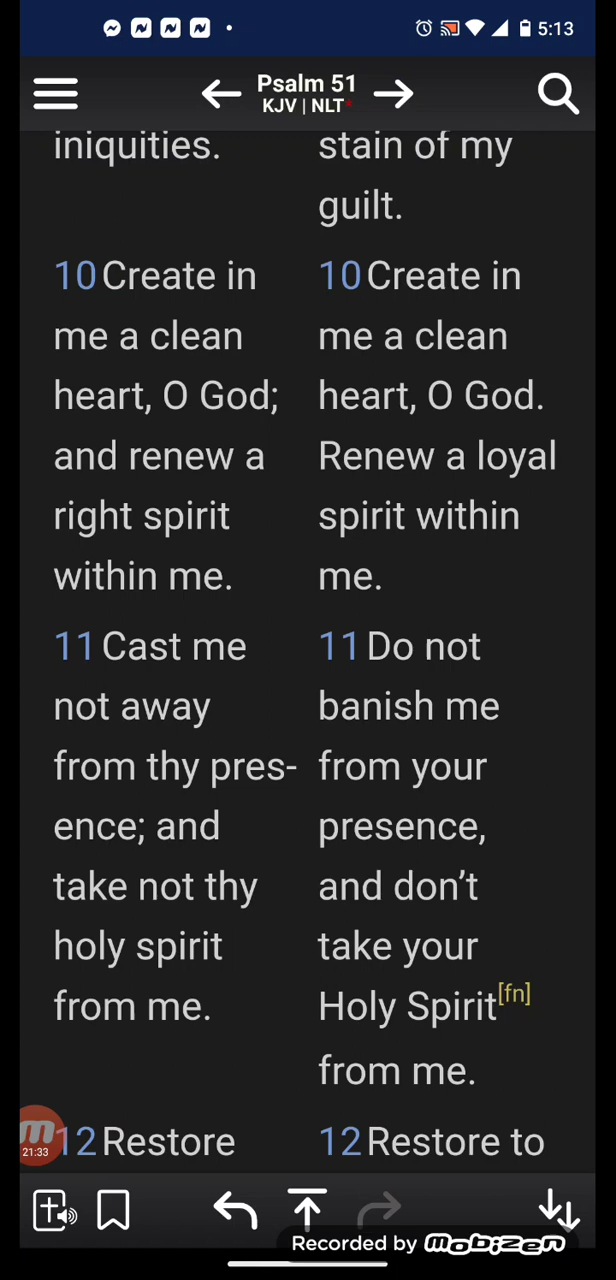 5:13
Psalm 51
KJV | NLT
iniquities.
10 Create in
me a clean
heart, O God;
and renew a
right spirit
within me.
11 Cast me
not away
from thy pres-
ence; and
take not thy
holy spirit
from me.
12 Restore
stain of my
guilt.
10 Create in
me a clean
heart, O God.
Renew a loyal
spirit within
me.
11 Do not
banish me
from your
presence,
and don’t
take your
Holy Spirit[fn]
from me.
12 Restore to
21:33
Recorded by mobizen